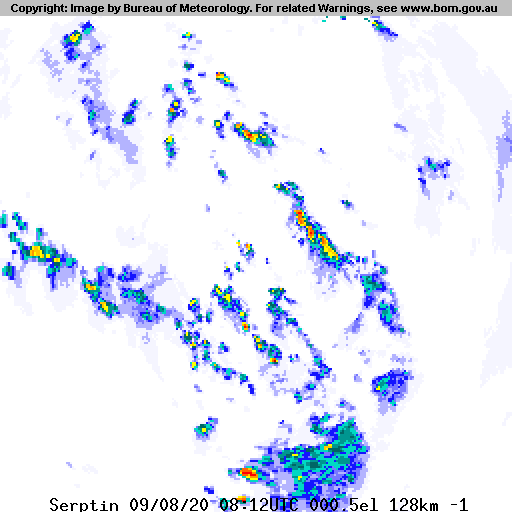 Copyright: Image by Bureau of Meteorology. For related Warnings, see www.bom.gov.au
Serptin 09/08/20 08:12UTC 000.5el 128km -1